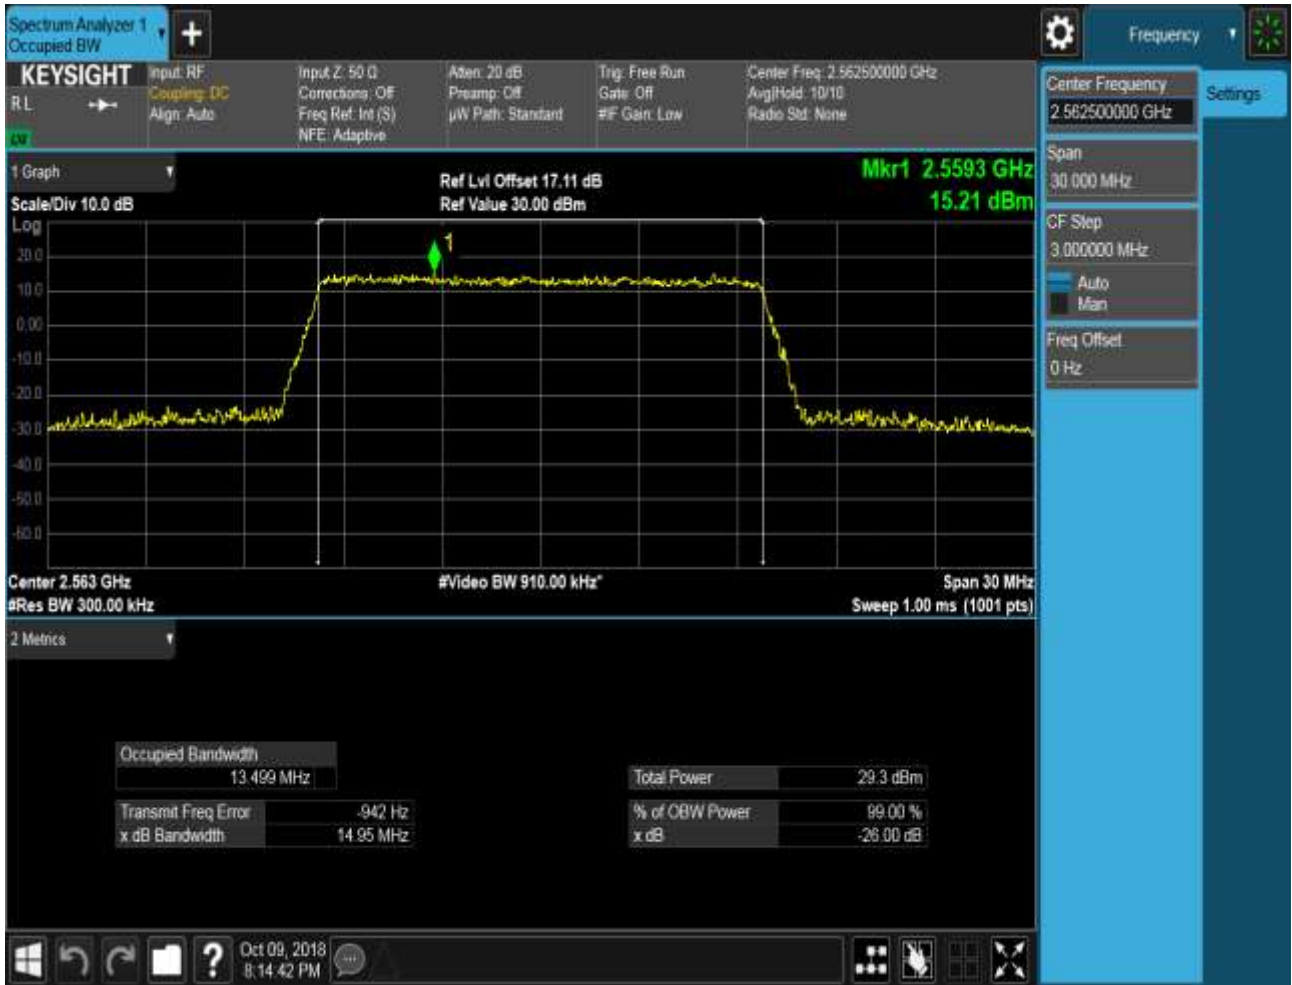 Spectrum Analyzer 1
Occupied BW
+
Frequency
KEYSIGHT
RL
LW
Input: RF
Coupling: DC
Align: Auto
Input Z: 50 Ω
Corrections: Off
Freq Ref: Int (S)
NFE: Adaptive
Atten: 20 dB
Preamp: Off
µW Path: Standard
Trig: Free Run
Gate: Off
#IF Gain: Low
Center Freq: 2.562500000 GHz
Avg|Hold: 10/10
Radio Std: None
Center Frequency
2.562500000 GHz
Settings
Span
30.000 MHz
CF Step
3.000000 MHz
Auto
Man
Freq Offset
0 Hz
1 Graph
Scale/Div 10.0 dB
Ref Lvl Offset 17.11 dB
Ref Value 30.00 dBm
Mkr1 2.5593 GHz
15.21 dBm
Log
1
20.0
10.0
0.00
-10.0
-20.0
-30.0
-40.0
-50.0
-60.0
Center 2.563 GHz
#Video BW 910.00 kHz*
Span 30 MHz
#Res BW 300.00 kHz
Sweep 1.00 ms (1001 pts)
2 Metrics
Occupied Bandwidth
13.499 MHz
Total Power 29.3 dBm
Transmit Freq Error -942 Hz
% of OBW Power 99.00 %
x dB Bandwidth 14.95 MHz
x dB -26.00 dB
?
Oct 09, 2018
8:14:42 PM